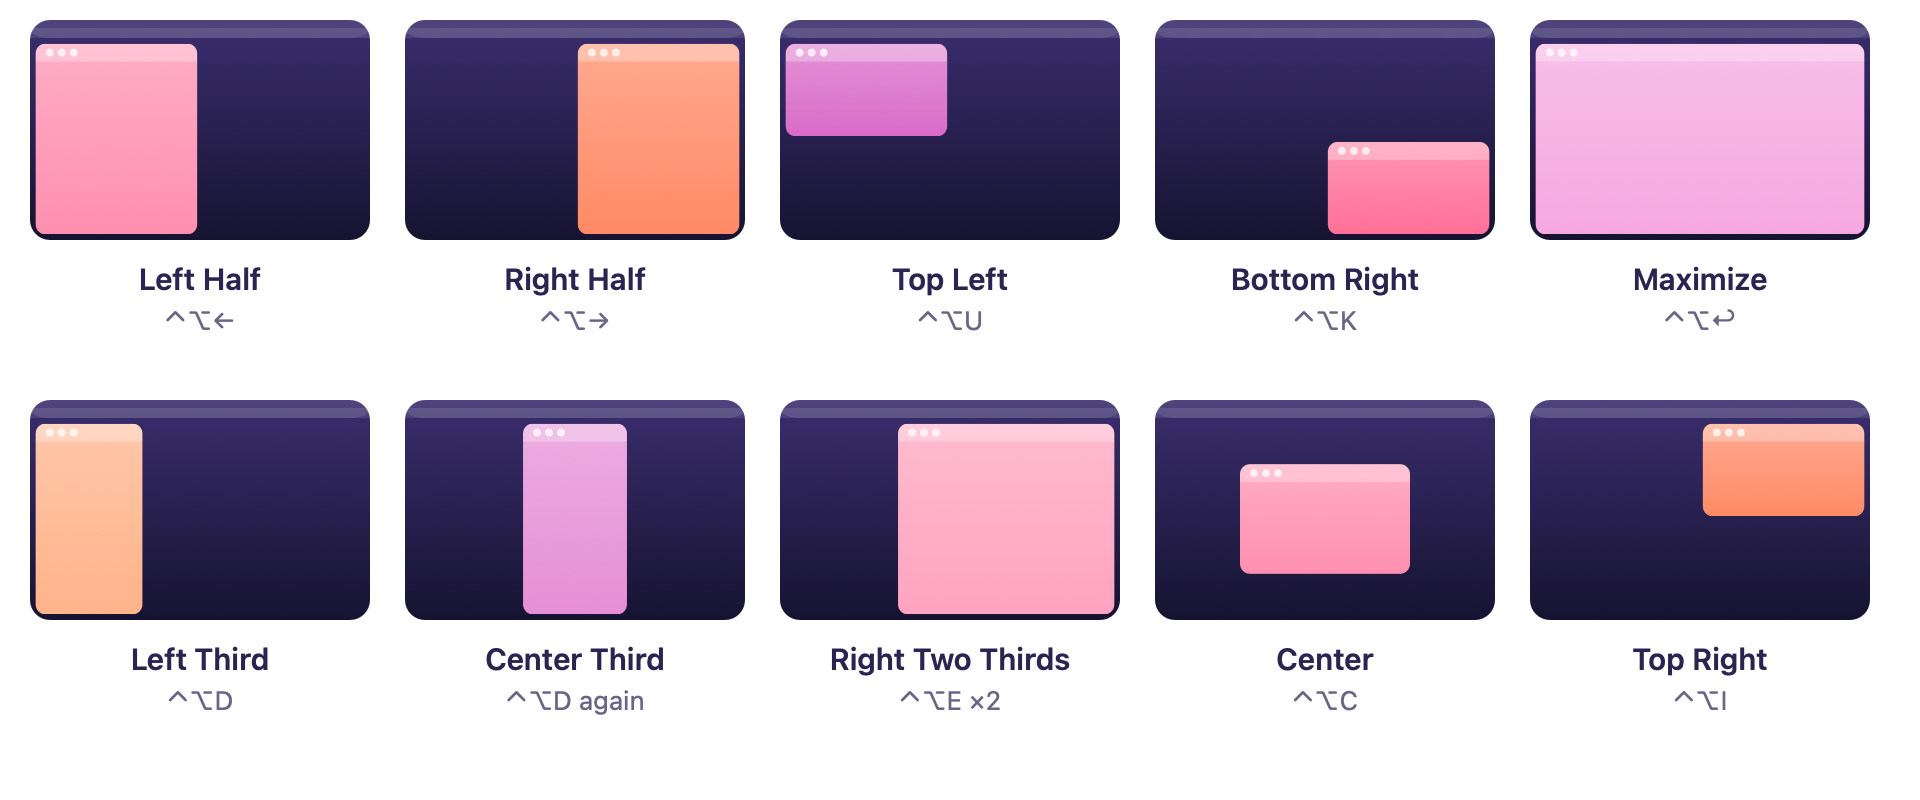 Left Half
⌃⌥←
Right Half
⌃⌥→
Top Left
⌃⌥U
Bottom Right
⌃⌥K
Maximize
⌃⌥↩
Left Third
⌃⌥D
Center Third
⌃⌥D again
Right Two Thirds
⌃⌥E ×2
Center
⌃⌥C
Top Right
⌃⌥I